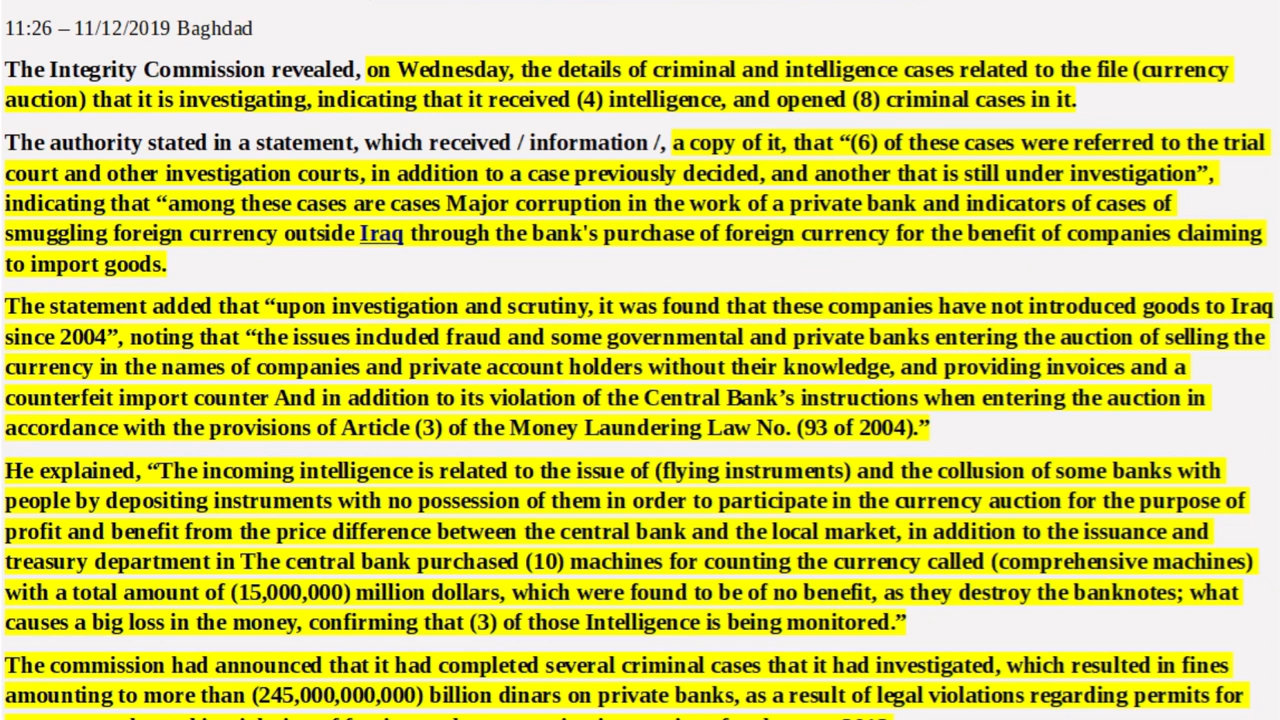 11:26 – 11/12/2019 Baghdad
The Integrity Commission revealed, on Wednesday, the details of criminal and intelligence cases related to the file (currency
auction) that it is investigating, indicating that it received (4) intelligence, and opened (8) criminal cases in it.
The authority stated in a statement, which received / information /, a copy of it, that “(6) of these cases were referred to the trial
court and other investigation courts, in addition to a case previously decided, and another that is still under investigation”,
indicating that “among these cases are cases Major corruption in the work of a private bank and indicators of cases of
smuggling foreign currency outside Iraq through the bank's purchase of foreign currency for the benefit of companies claiming
to import goods.
The statement added that “upon investigation and scrutiny, it was found that these companies have not introduced goods to Iraq
since 2004”, noting that “the issues included fraud and some governmental and private banks entering the auction of selling the
currency in the names of companies and private account holders without their knowledge, and providing invoices and a
counterfeit import counter And in addition to its violation of the Central Bank’s instructions when entering the auction in
accordance with the provisions of Article (3) of the Money Laundering Law No. (93 of 2004).”
He explained, “The incoming intelligence is related to the issue of (flying instruments) and the collusion of some banks with
people by depositing instruments with no possession of them in order to participate in the currency auction for the purpose of
profit and benefit from the price difference between the central bank and the local market, in addition to the issuance and
treasury department in The central bank purchased (10) machines for counting the currency called (comprehensive machines)
with a total amount of (15,000,000) million dollars, which were found to be of no benefit, as they destroy the banknotes; what
causes a big loss in the money, confirming that (3) of those Intelligence is being monitored.”
The commission had announced that it had completed several criminal cases that it had investigated, which resulted in fines
amounting to more than (245,000,000,000) billion dinars on private banks, as a result of legal violations regarding permits for